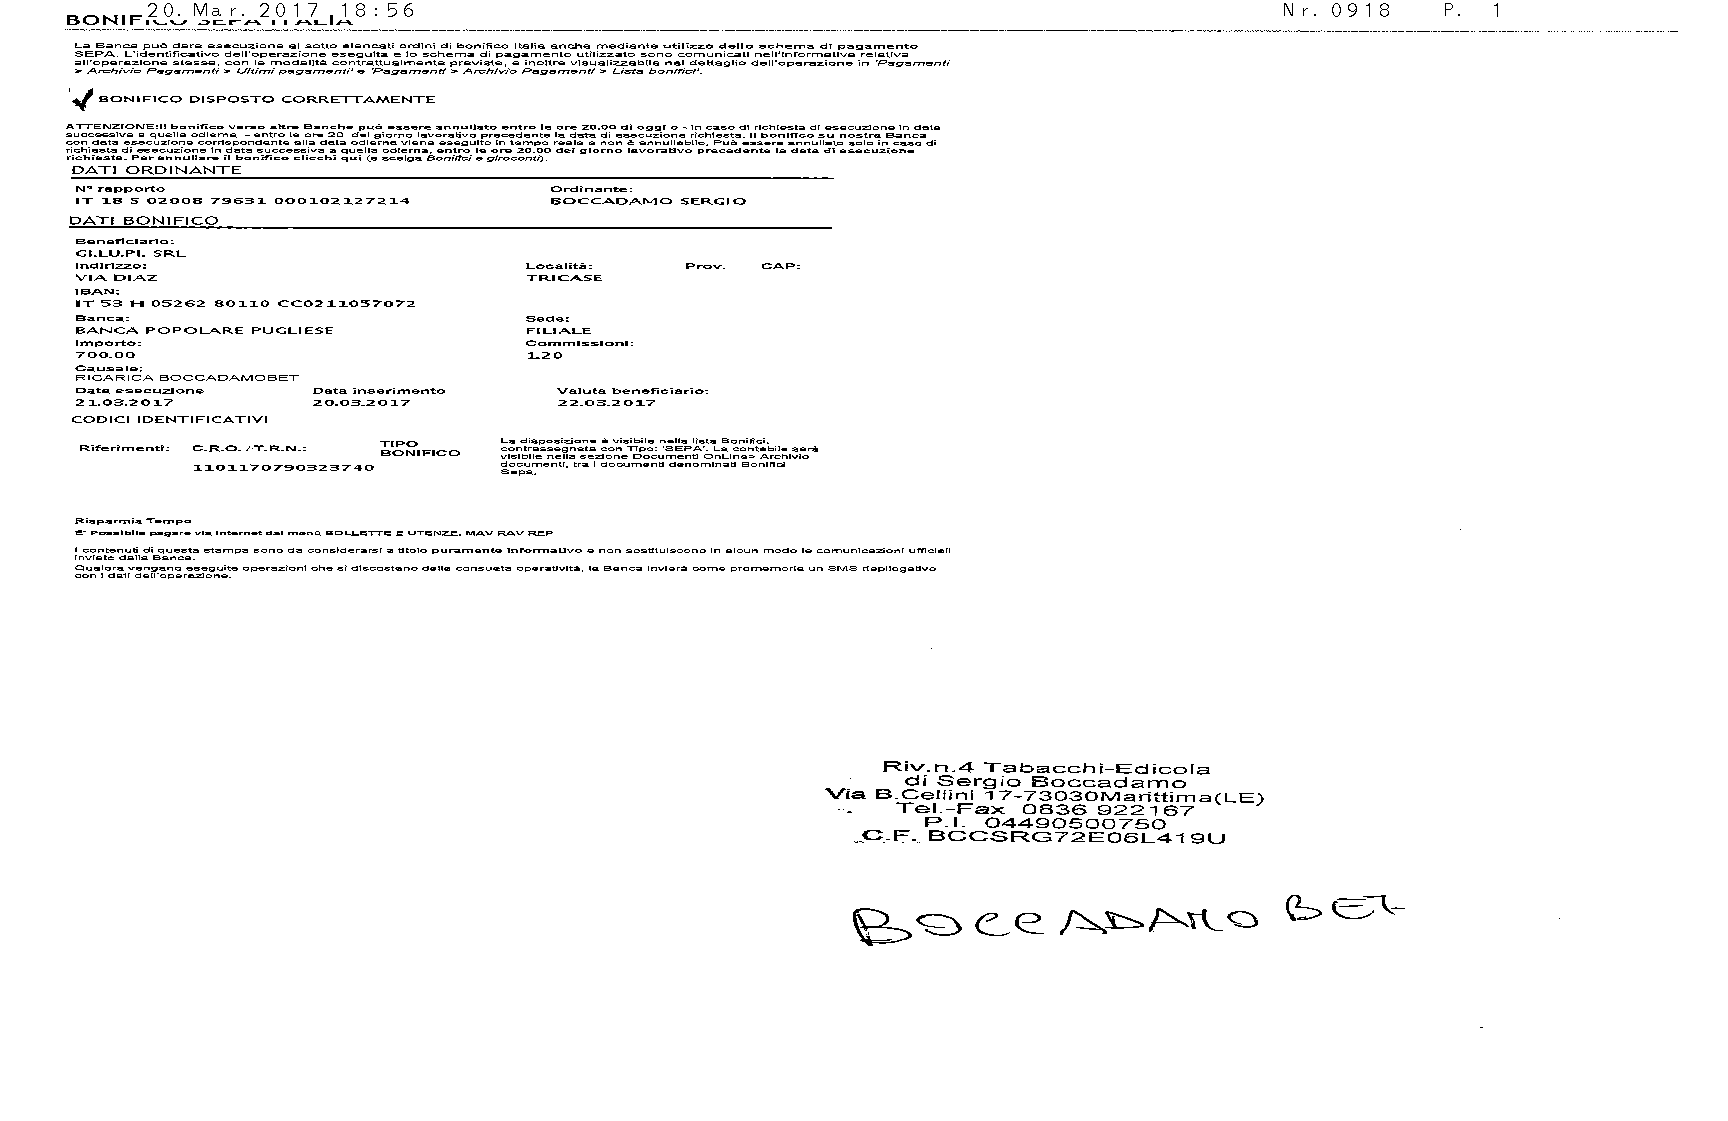 20. Mar. 2017 18:56 Nr. 0918 P. 1
BONIFICO SEPA ITALIA
La Banca può dare esecuzione ai sotto elencati ordini di bonifico Italia anche mediante utilizzo dello schema di pagamento
SEPA. L'identificativo dell'operazione eseguita e lo schema di pagamento utilizzato sono comunicati nell'informativa relativa
all'operazione stessa, con le modalità contrattualmente previste, e inoltre visualizzabile nel dettaglio dell'operazione in 'Pagamenti
> Archivio Pagamenti > Ultimi pagamenti' e 'Pagamenti > Archivio Pagamenti > Lista bonifici'.
BONIFICO DISPOSTO CORRETTAMENTE
ATTENZIONE:Il bonifico verso altre Banche può essere annullato entro le ore 20.00 di oggi o - in caso di richiesta di esecuzione in data
successiva a quella odierna - entro le ore 20 del giorno lavorativo precedente la data di esecuzione richiesta. Il bonifico su nostra Banca
con data esecuzione corrispondente alla data odierna viene eseguito in tempo reale e non è annullabile. Può essere annullato solo in caso di
richiesta di esecuzione in data successiva a quella odierna, entro le ore 20.00 del giorno lavorativo precedente la data di esecuzione
richiesta. Per annullare il bonifico clicchi qui (e scelga Bonifici e giroconti).
DATI ORDINANTE
N° rapporto Ordinante:
IT 18 S 02008 79631 000102127214 BOCCADAMO SERGIO
DATI BONIFICO
Beneficiario:
GI.LU.PI. SRL
Indirizzo: Località: Prov. CAP:
VIA DIAZ TRICASE
IBAN:
IT 53 H 05262 80110 CC0211057072
Banca: Sede:
BANCA POPOLARE PUGLIESE FILIALE
Importo: Commissioni:
700.00 1.20
Causale:
RICARICA BOCCADAMOBET
Data esecuzione Data inserimento Valuta beneficiario:
21.03.2017 20.03.2017 22.03.2017
CODICI IDENTIFICATIVI
Riferimenti: C.R.O./T.R.N.: TIPO BONIFICO
1101170790323740
La disposizione è visibile nella lista Bonifici,
contrassegnata con Tipo: 'SEPA'. La contabile sarà
visibile nella sezione Documenti OnLine> Archivio
documenti, tra i documenti denominati Bonifici
Sepa.
Risparmia Tempo
E' Possibile pagare via Internet dal menù BOLLETTE E UTENZE, MAV RAV REP
I contenuti di questa stampa sono da considerarsi a titolo puramente informativo e non sostituiscono in alcun modo le comunicazioni ufficiali
inviate dalla Banca.
Qualora vengano eseguite operazioni che si discostano dalla consueta operatività, la Banca invierà come promemoria un SMS riepilogativo
con i dati dell'operazione.
Riv.n.4 Tabacchi-Edicola
di Sergio Boccadamo
Via B.Cellini 17-73030Marittima(LE)
Tel.-Fax 0836 922167
P.I. 04490500750
C.F. BCCSRG72E06L419U
BOCCADAMO BET